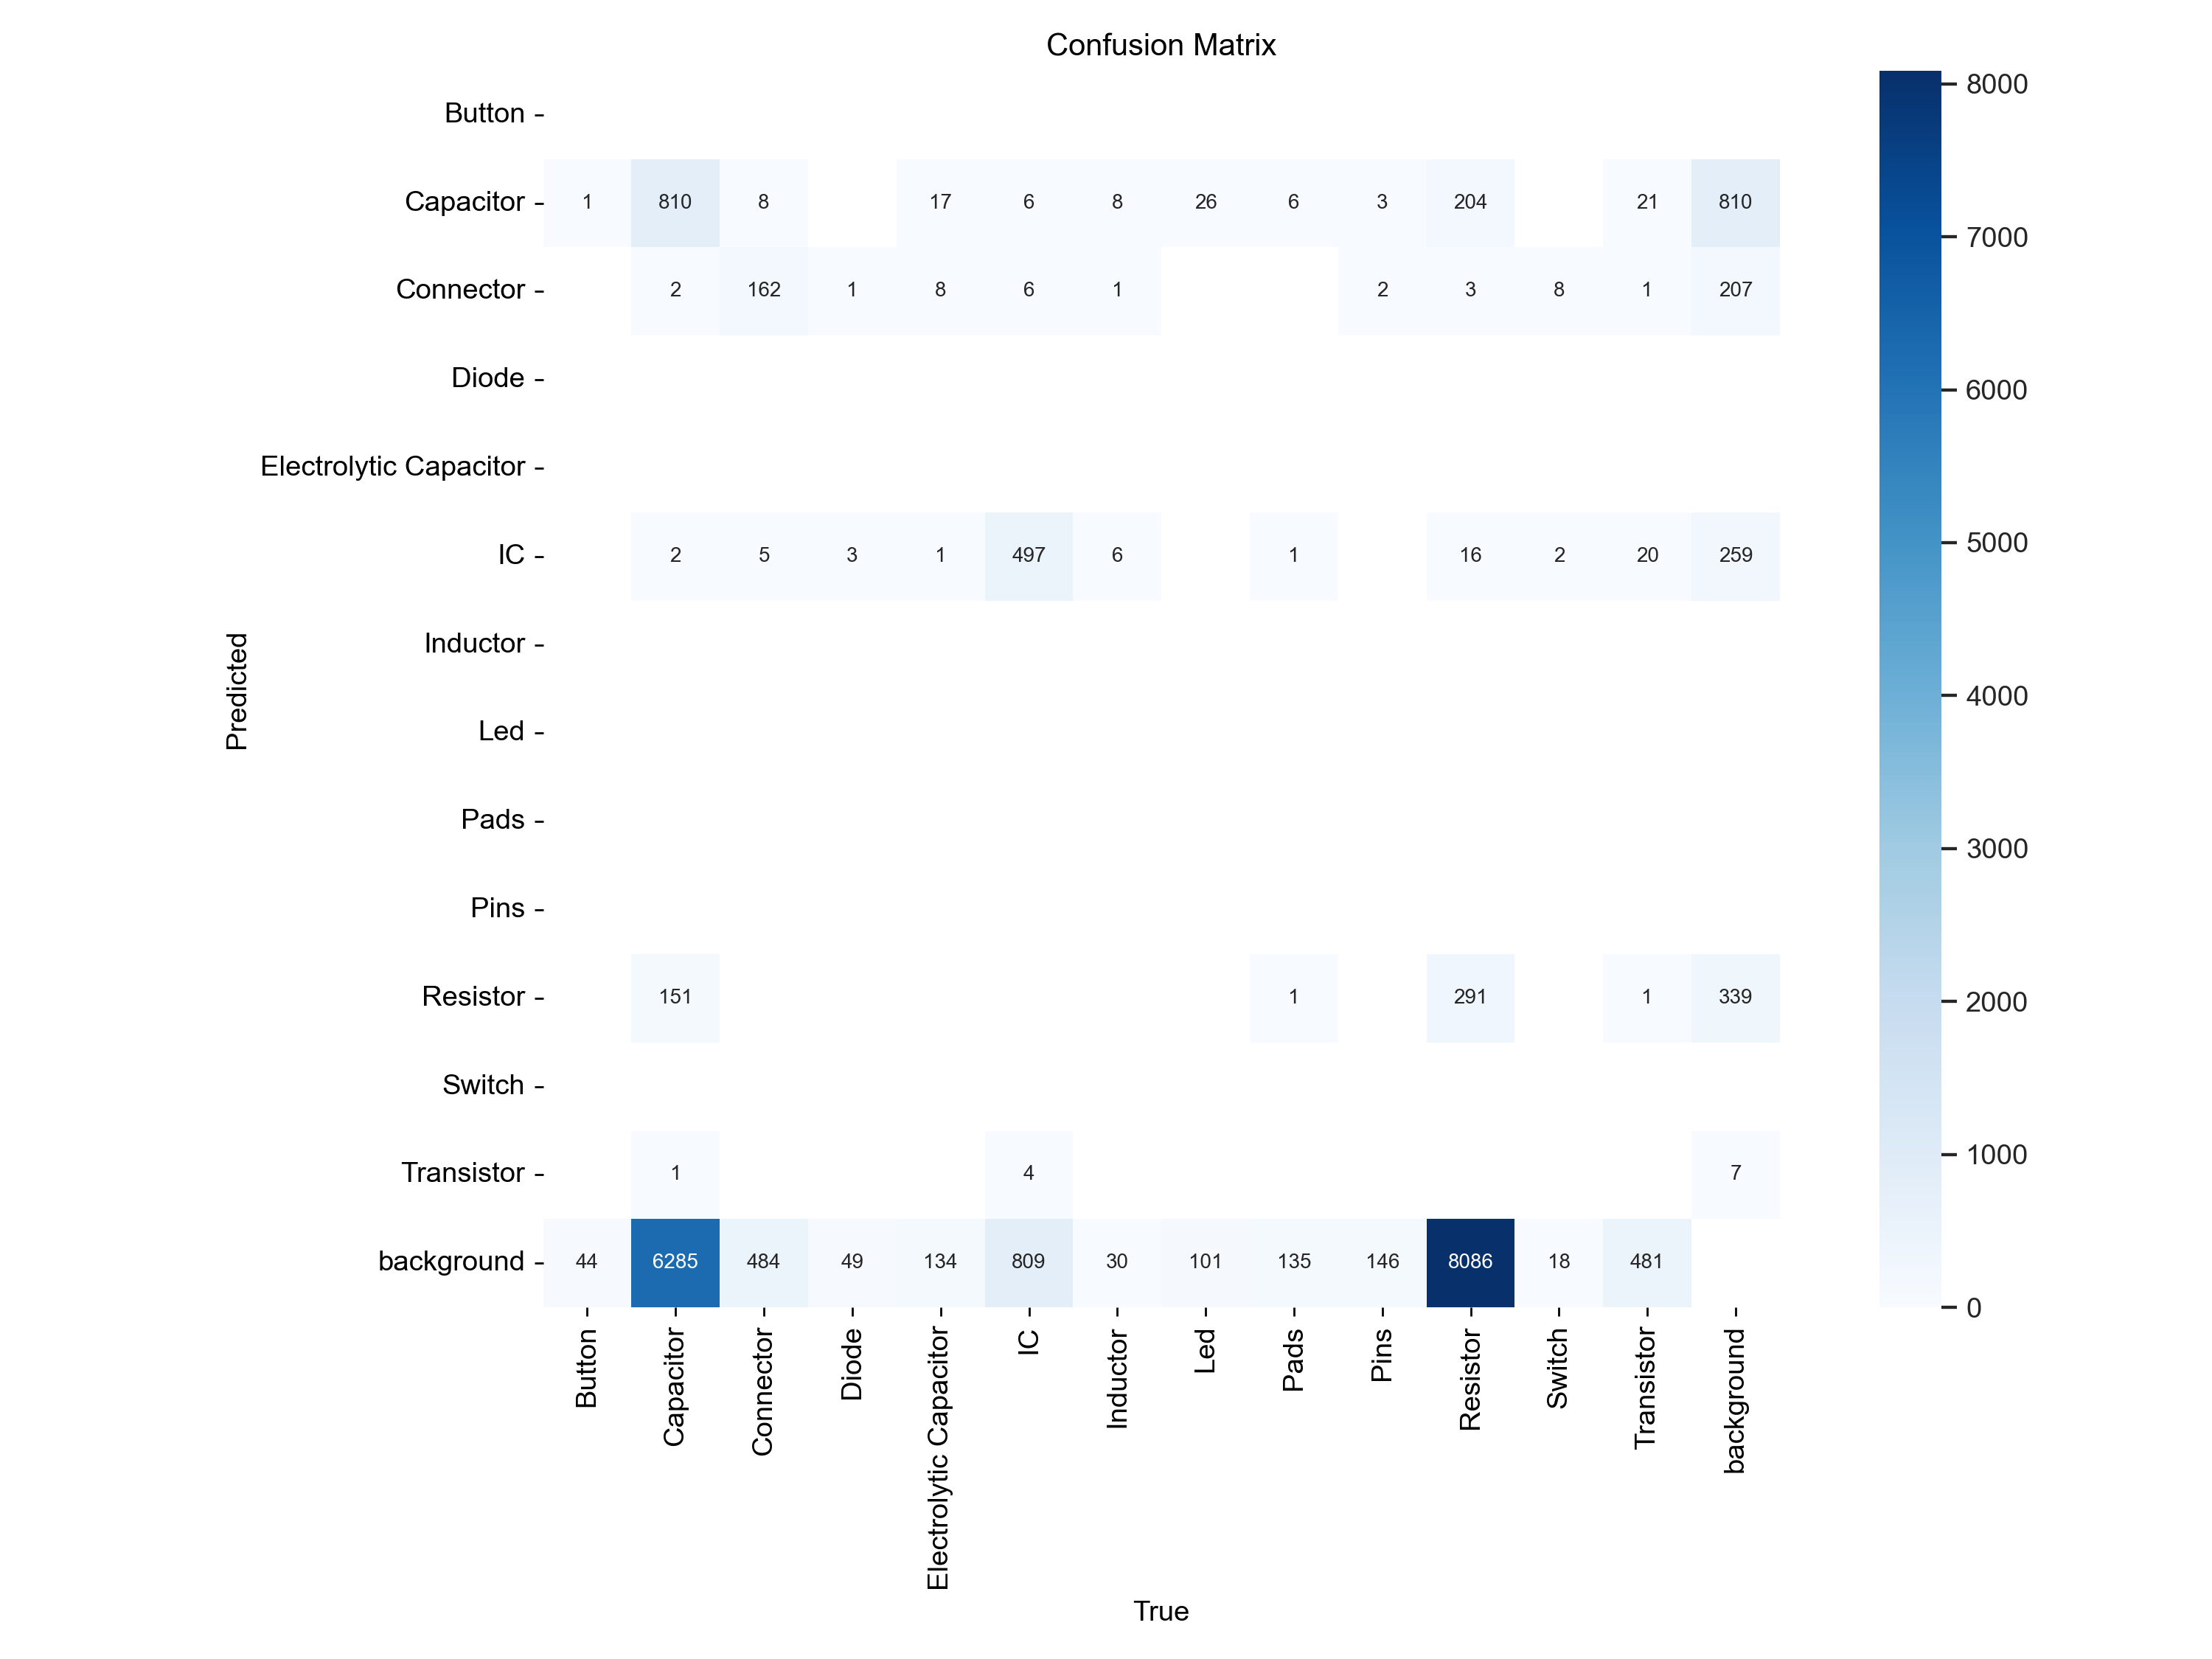 Confusion Matrix
Button
Capacitor 1 810 8 17 6 8 26 6 3 204 21 810
Connector 2 162 1 8 6 1 2 3 8 1 207
Diode
Electrolytic Capacitor
IC 2 5 3 1 497 6 1 16 2 20 259
Inductor
Led
Pads
Pins
Resistor 151 1 291 1 339
Switch
Transistor 1 4 7
background 44 6285 484 49 134 809 30 101 135 146 8086 18 481
Predicted
Button Capacitor Connector Diode Electrolytic Capacitor IC Inductor Led Pads Pins Resistor Switch Transistor background
True
8000
7000
6000
5000
4000
3000
2000
1000
0